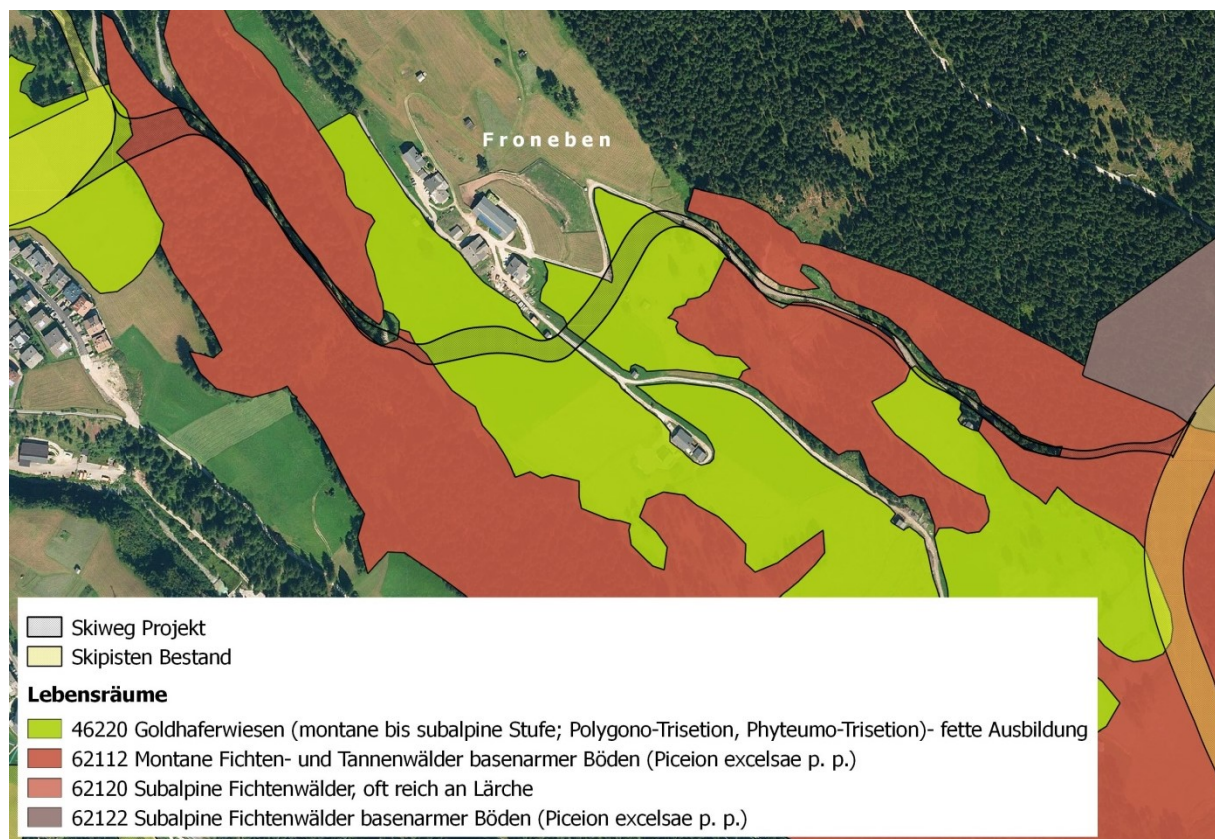 Froneben
Skiweg Projekt
Skipisten Bestand
Lebensräume
46220 Goldhaferwiesen (montane bis subalpine Stufe; Polygono-Trisetion, Phyteumo-Trisetion)- fette Ausbildung
62112 Montane Fichten- und Tannenwälder basenarmer Böden (Piceion excelsae p. p.)
62120 Subalpine Fichtenwälder, oft reich an Lärche
62122 Subalpine Fichtenwälder basenarmer Böden (Piceion excelsae p. p.)